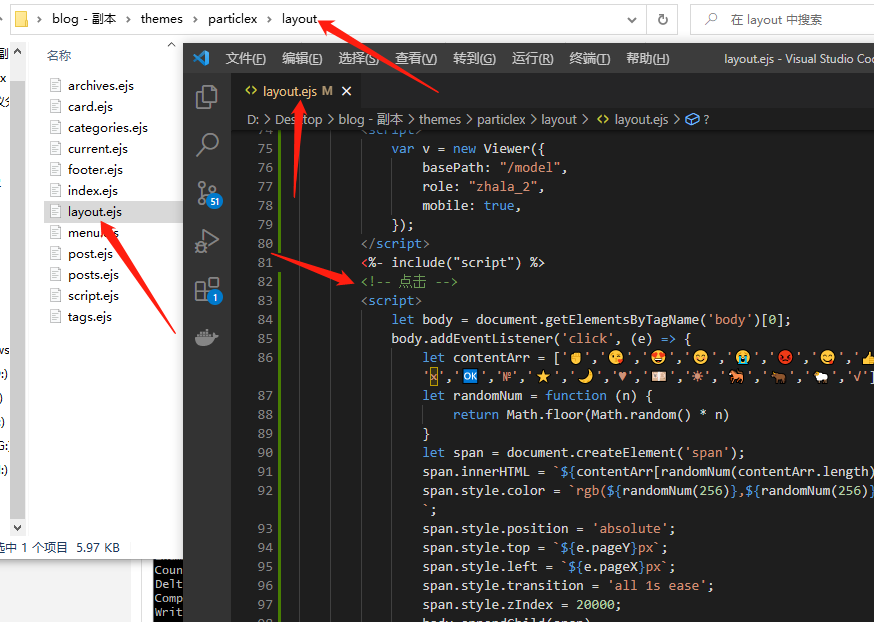 blog - 副本 > themes > particlex > layout
在 layout 中搜索
名称
archives.ejs
card.ejs
categories.ejs
current.ejs
footer.ejs
index.ejs
layout.ejs
post.ejs
posts.ejs
script.ejs
tags.ejs
选中 1 个项目 5.97 KB
文件(F) 编辑(E) 选择(S) 查看(V) 转到(G) 运行(R) 终端(T) 帮助(H)
layout.ejs - Visual Studio
<> layout.ejs M ×
D: > Desktop > blog - 副本 > themes > particlex > layout > <> layout.ejs > ?
51
1
74 <script>
75 var v = new Viewer({
76 basePath: "/model",
77 role: "zhala_2",
78 mobile: true,
79 });
80 </script>
81 <%- include("script") %>
82 <!-- 点击 -->
83 <script>
84 let body = document.getElementsByTagName('body')[0];
85 body.addEventListener('click', (e) => {
86 let contentArr = ['✊','😘','😍','😊','😭','😡','😋','👍
'🆗','№','⭐','🌙','♥','💴','☀','🐎','🐂','🐑','√']
87 let randomNum = function (n) {
88 return Math.floor(Math.random() * n)
89 }
90 let span = document.createElement('span');
91 span.innerHTML = `${contentArr[randomNum(contentArr.length)
92 span.style.color = `rgb(${randomNum(256)},${randomNum(256)}
`;
93 span.style.position = 'absolute';
94 span.style.top = `${e.pageY}px`;
95 span.style.left = `${e.pageX}px`;
96 span.style.transition = 'all 1s ease';
97 span.style.zIndex = 20000;
Coun
Delt
Comp
Writ